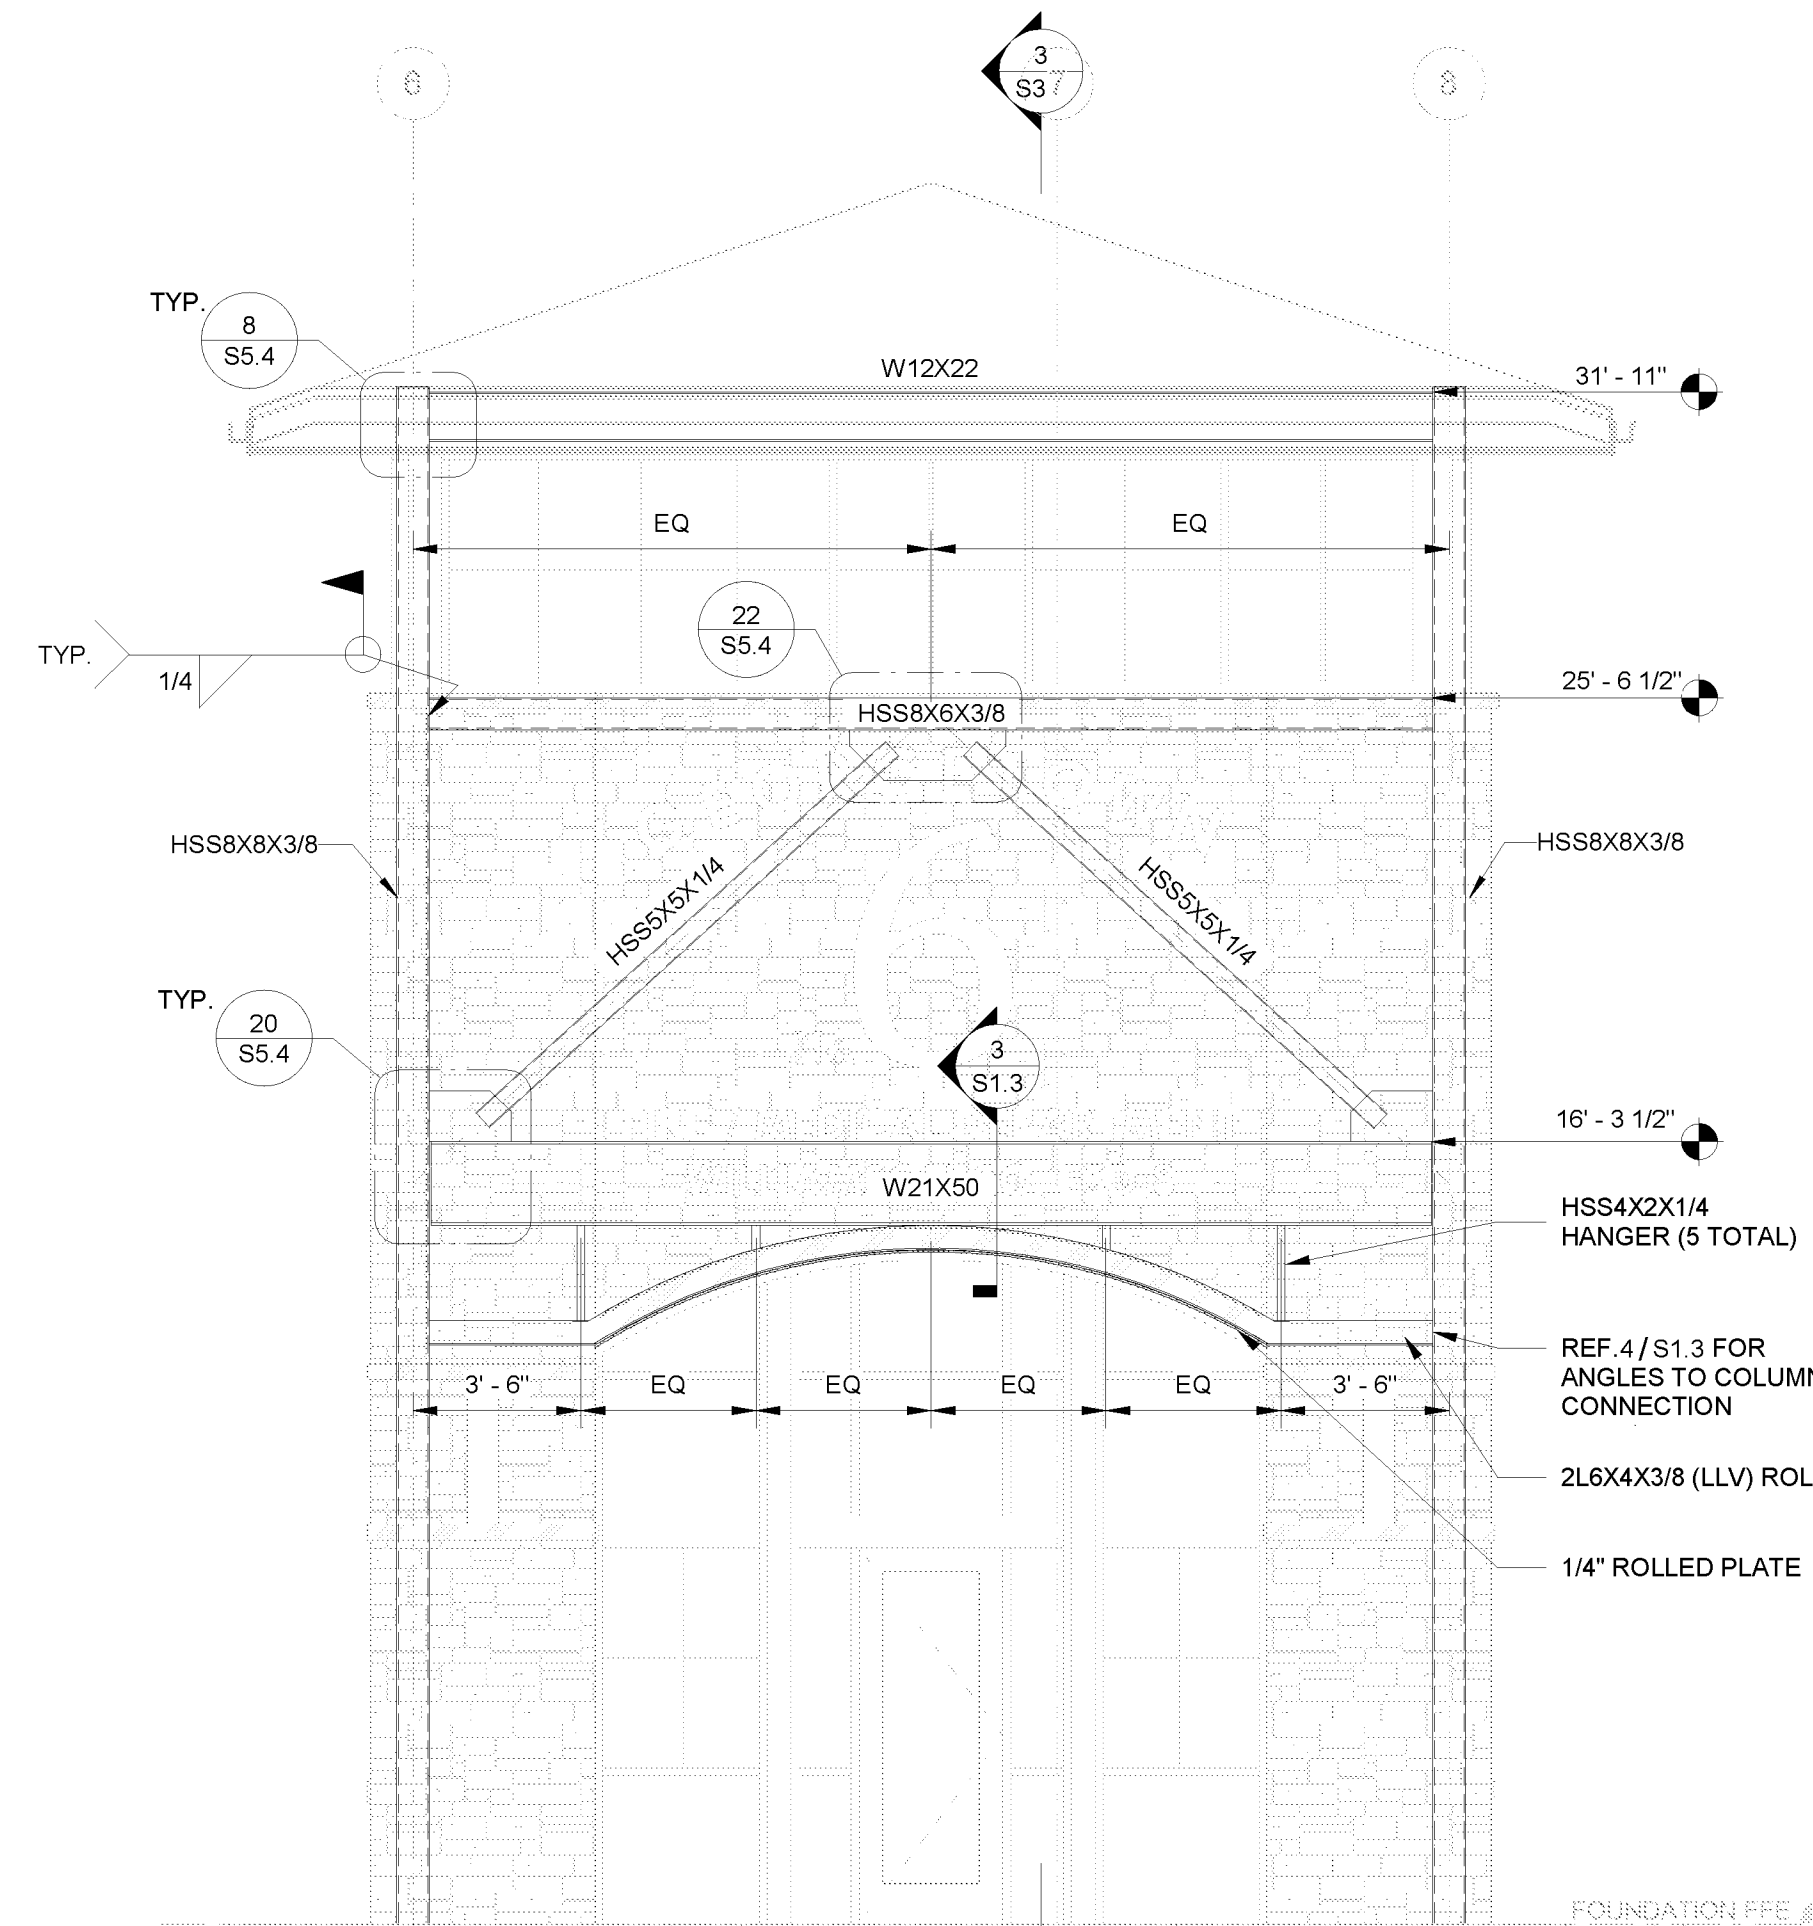 3
S3
6
7
8
TYP.
8
S5.4
W12X22
31' - 11"
EQ
EQ
22
S5.4
TYP.
1/4
25' - 6 1/2"
HSS8X6X3/8
HSS8X8X3/8
HSS8X8X3/8
HSS5X5X1/4
HSS5X5X1/4
6
TYP.
20
S5.4
3
S1.3
16' - 3 1/2"
W21X50
HSS4X2X1/4
HANGER (5 TOTAL)
REF.4 / S1.3 FOR
ANGLES TO COLUMN
CONNECTION
3' - 6"
EQ
EQ
EQ
EQ
3' - 6"
2L6X4X3/8 (LLV) ROL
1/4" ROLLED PLATE
FOUNDATION FFE